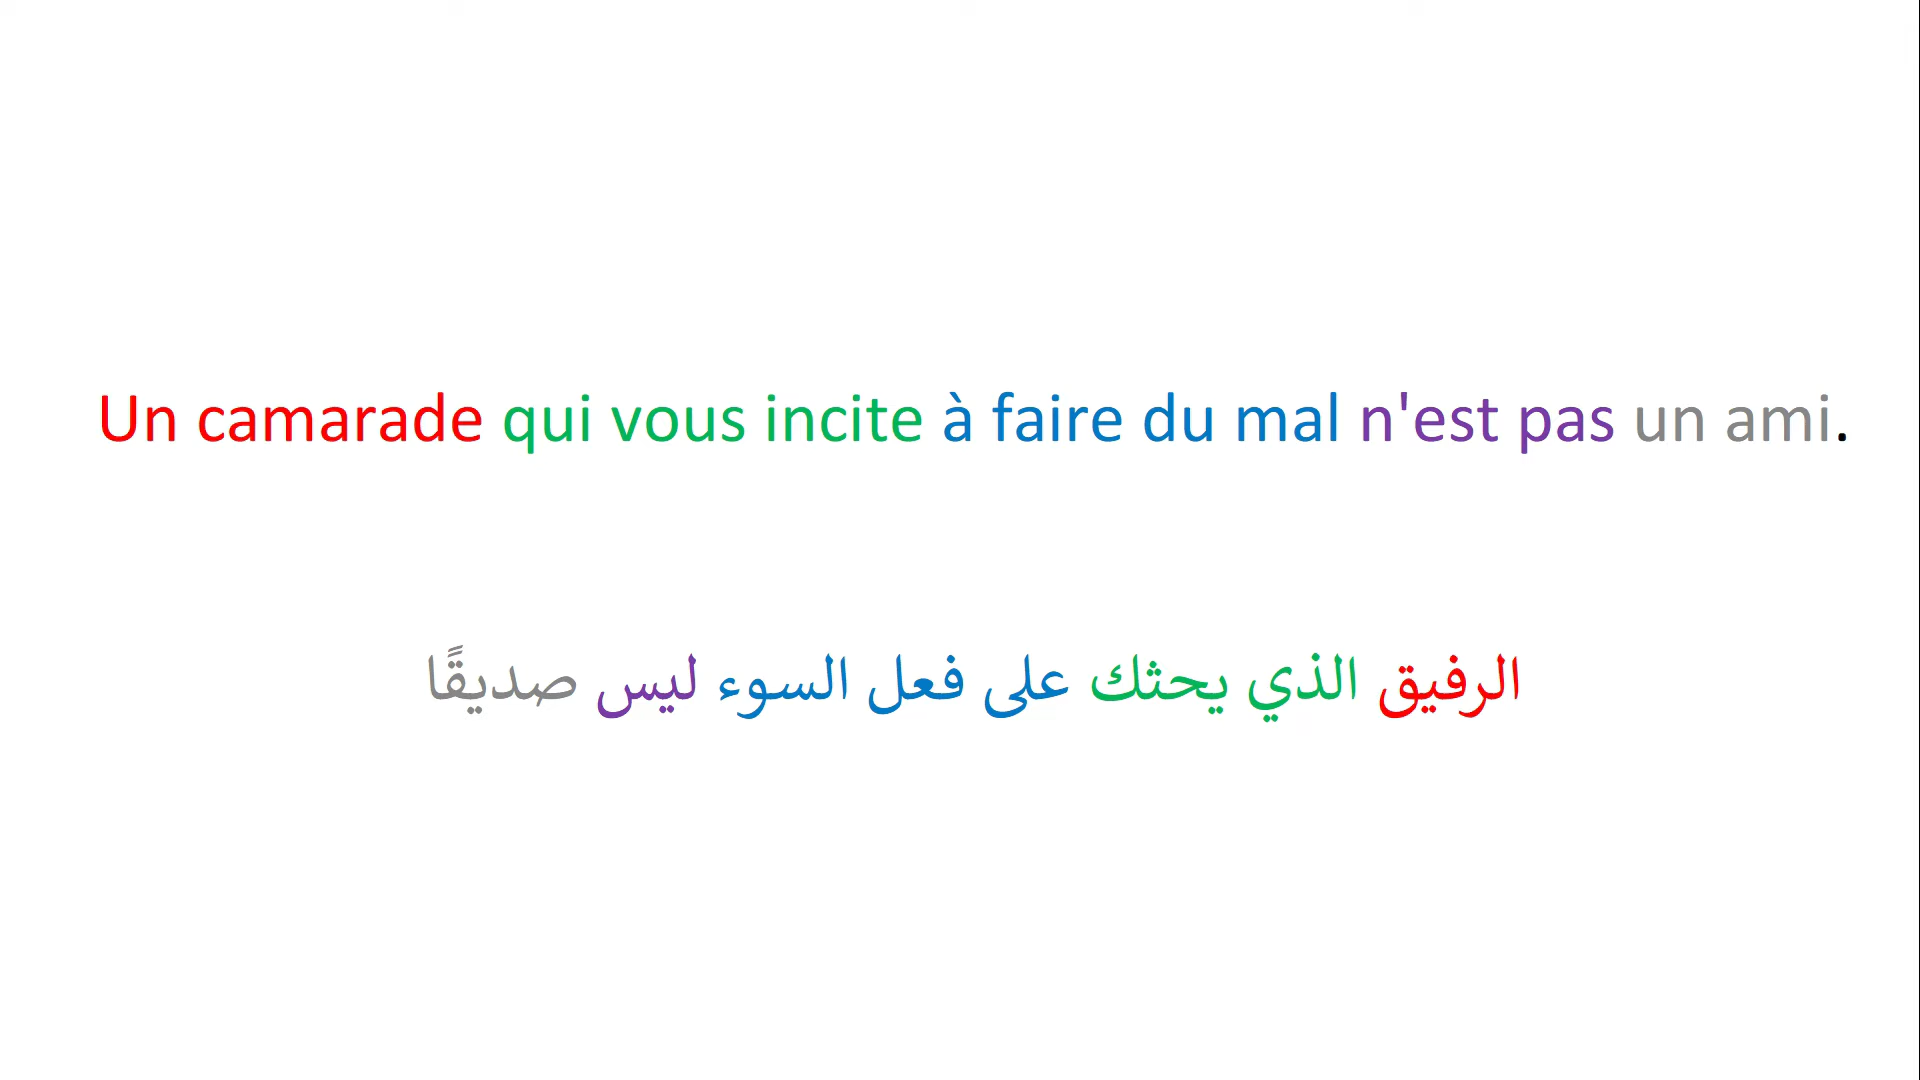 Un camarade qui vous incite à faire du mal n'est pas un ami.
الرفيق الذي يحثك على فعل السوء ليس صديقًا